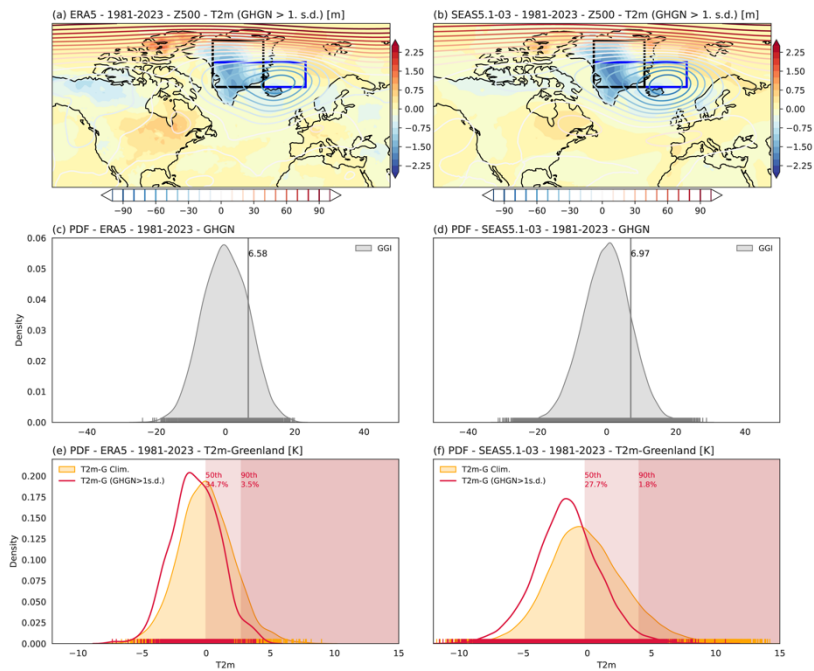 (a) ERA5 - 1981-2023 - Z500 - T2m (GHGN > 1. s.d.) [m]
2.25
1.50
0.75
0.00
−0.75
−1.50
−2.25
−90 −60 −30 0 30 60 90
(b) SEAS5.1-03 - 1981-2023 - Z500 - T2m (GHGN > 1. s.d.) [m]
2.25
1.50
0.75
0.00
−0.75
−1.50
−2.25
−90 −60 −30 0 30 60 90
(c) PDF - ERA5 - 1981-2023 - GHGN
0.06
0.05
0.04
0.03
0.02
0.01
0.00
Density
6.58
GGI
−40 −20 0 20 40
(d) PDF - SEAS5.1-03 - 1981-2023 - GHGN
6.97
GGI
−40 −20 0 20 40
(e) PDF - ERA5 - 1981-2023 - T2m-Greenland [K]
0.200
0.175
0.150
0.125
0.100
0.075
0.050
0.025
0.000
Density
T2m-G Clim.
T2m-G (GHGN>1s.d.)
50th 90th
34.7% 3.5%
−10 −5 0 5 10 15
T2m
(f) PDF - SEAS5.1-03 - 1981-2023 - T2m-Greenland [K]
T2m-G Clim.
T2m-G (GHGN>1s.d.)
50th 90th
27.7% 1.8%
−10 −5 0 5 10 15
T2m